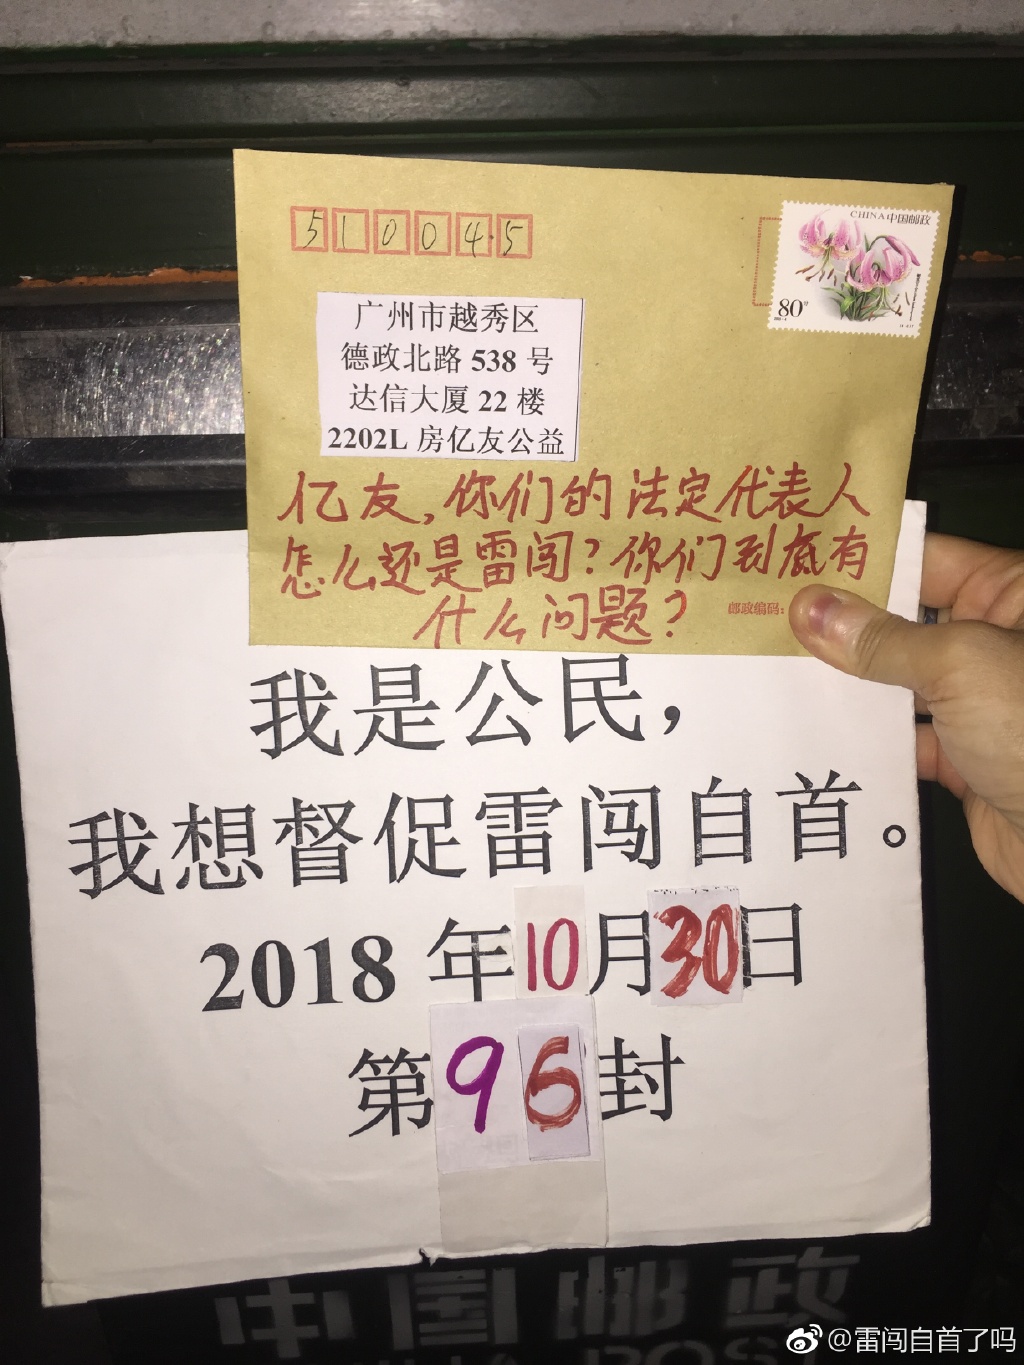 510045
CHINA中国邮政
80分
广州市越秀区
德政北路 538 号
达信大厦 22 楼
2202L 房亿友公益
亿友,你们的法定代表人
怎么还是雷闯?你们到底有
什么问题?
邮政编码:
我是公民,
我想督促雷闯自首。
2018 年10月30日
第96封
中国邮政
@雷闯自首了吗